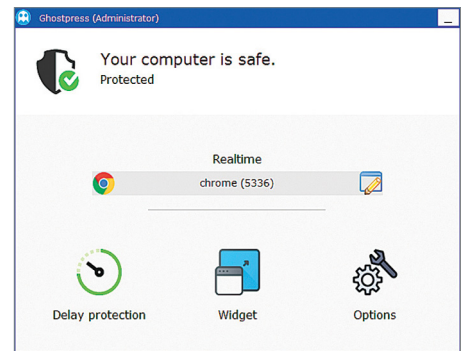 Ghostpress (Administrator)
Your computer is safe.
Protected
Realtime
chrome (5336)
Delay protection
Widget
Options